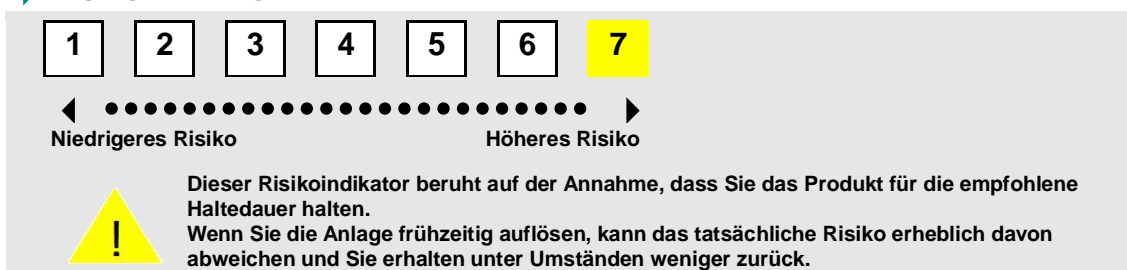 1 2 3 4 5 6 7
Niedrigeres Risiko Höheres Risiko
Dieser Risikoindikator beruht auf der Annahme, dass Sie das Produkt für die empfohlene
Haltedauer halten.
! Wenn Sie die Anlage frühzeitig auflösen, kann das tatsächliche Risiko erheblich davon
abweichen und Sie erhalten unter Umständen weniger zurück.